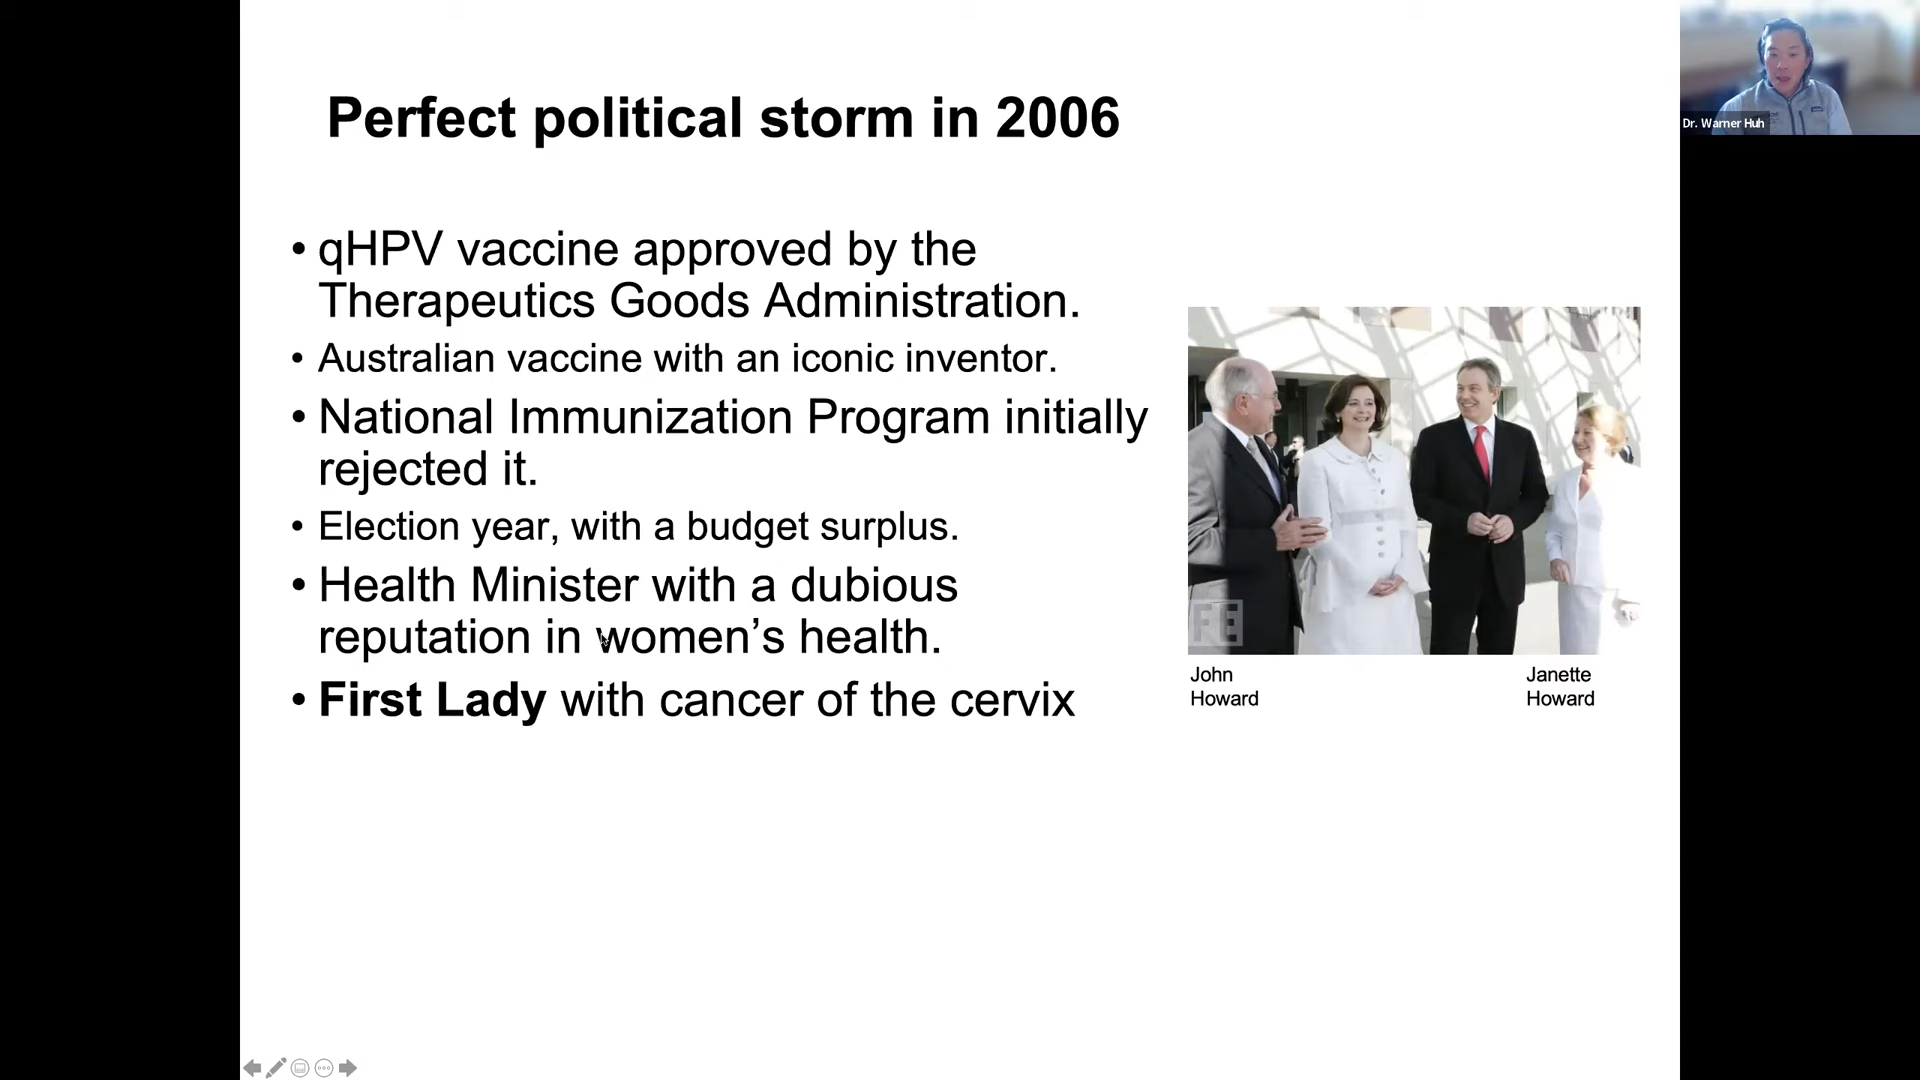 Perfect political storm in 2006
Dr. Warner Huh
• qHPV vaccine approved by the
Therapeutics Goods Administration.
• Australian vaccine with an iconic inventor.
• National Immunization Program initially
rejected it.
• Election year, with a budget surplus.
• Health Minister with a dubious
reputation in women’s health.
• First Lady with cancer of the cervix
FE
John
Howard
Janette
Howard